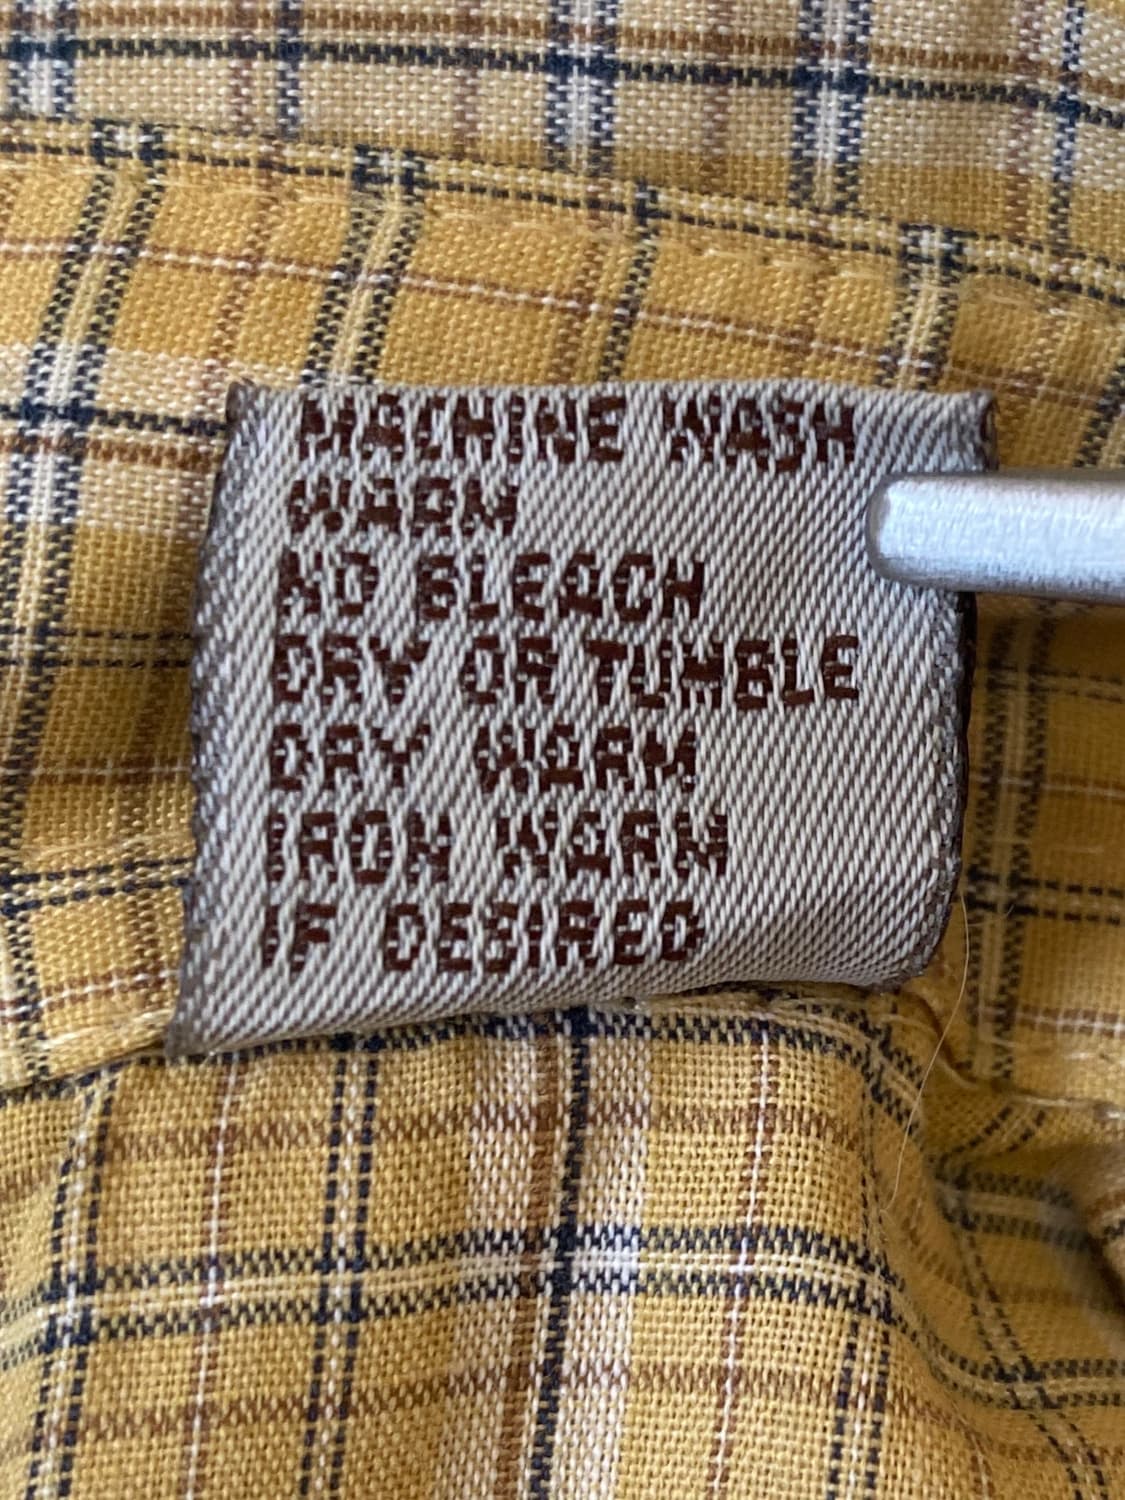 MACHINE WASH
WARM
NO BLEACH
DRY OR TUMBLE
DRY WARM
IRON WARM
IF DESIRED